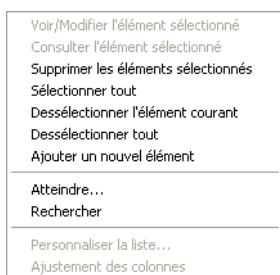 Voir/Modifier l'élément sélectionné
Consulter l'élément sélectionné
Supprimer les éléments sélectionnés
Sélectionner tout
Dessélectionner l'élément courant
Dessélectionner tout
Ajouter un nouvel élément
Atteindre...
Rechercher
Personnaliser la liste...
Ajustement des colonnes